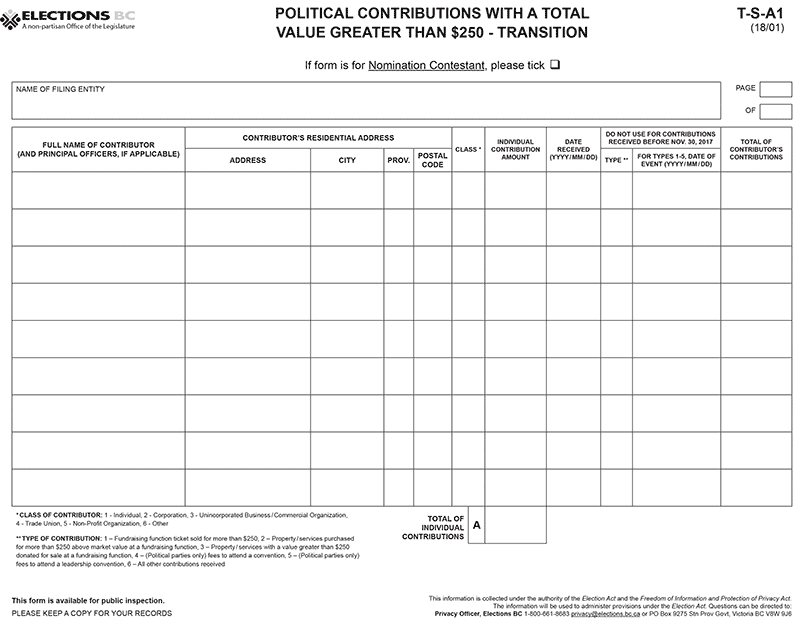 ELECTIONS BC
A non-partisan Office of the Legislature
POLITICAL CONTRIBUTIONS WITH A TOTAL
VALUE GREATER THAN $250 - TRANSITION
T-S-A1
(18/01)
If form is for Nomination Contestant, please tick ❑
NAME OF FILING ENTITY
PAGE
OF
FULL NAME OF CONTRIBUTOR
(AND PRINCIPAL OFFICERS, IF APPLICABLE)
CONTRIBUTOR'S RESIDENTIAL ADDRESS
ADDRESS
CITY
PROV.
POSTAL
CODE
CLASS *
INDIVIDUAL
CONTRIBUTION
AMOUNT
DATE
RECEIVED
(YYYY/MM/DD)
DO NOT USE FOR CONTRIBUTIONS
RECEIVED BEFORE NOV. 30, 2017
TYPE **
FOR TYPES 1-5, DATE OF
EVENT (YYYY/MM/DD)
TOTAL OF
CONTRIBUTOR'S
CONTRIBUTIONS
* CLASS OF CONTRIBUTOR: 1 - Individual, 2 - Corporation, 3 - Unincorporated Business/Commercial Organization,
4 - Trade Union, 5 - Non-Profit Organization, 6 - Other
** TYPE OF CONTRIBUTION: 1 – Fundraising function ticket sold for more than $250, 2 – Property/services purchased
for more than $250 above market value at a fundraising function, 3 – Property/services with a value greater than $250
donated for sale at a fundraising function, 4 – (Political parties only) fees to attend a convention, 5 – (Political parties only)
fees to attend a leadership convention, 6 – All other contributions received
TOTAL OF
INDIVIDUAL
CONTRIBUTIONS
A
This form is available for public inspection.
PLEASE KEEP A COPY FOR YOUR RECORDS
This information is collected under the authority of the Election Act and the Freedom of Information and Protection of Privacy Act.
The information will be used to administer provisions under the Election Act. Questions can be directed to:
Privacy Officer, Elections BC 1-800-661-8683 privacy@elections.bc.ca or PO Box 9275 Stn Prov Govt, Victoria BC V8W 9J6